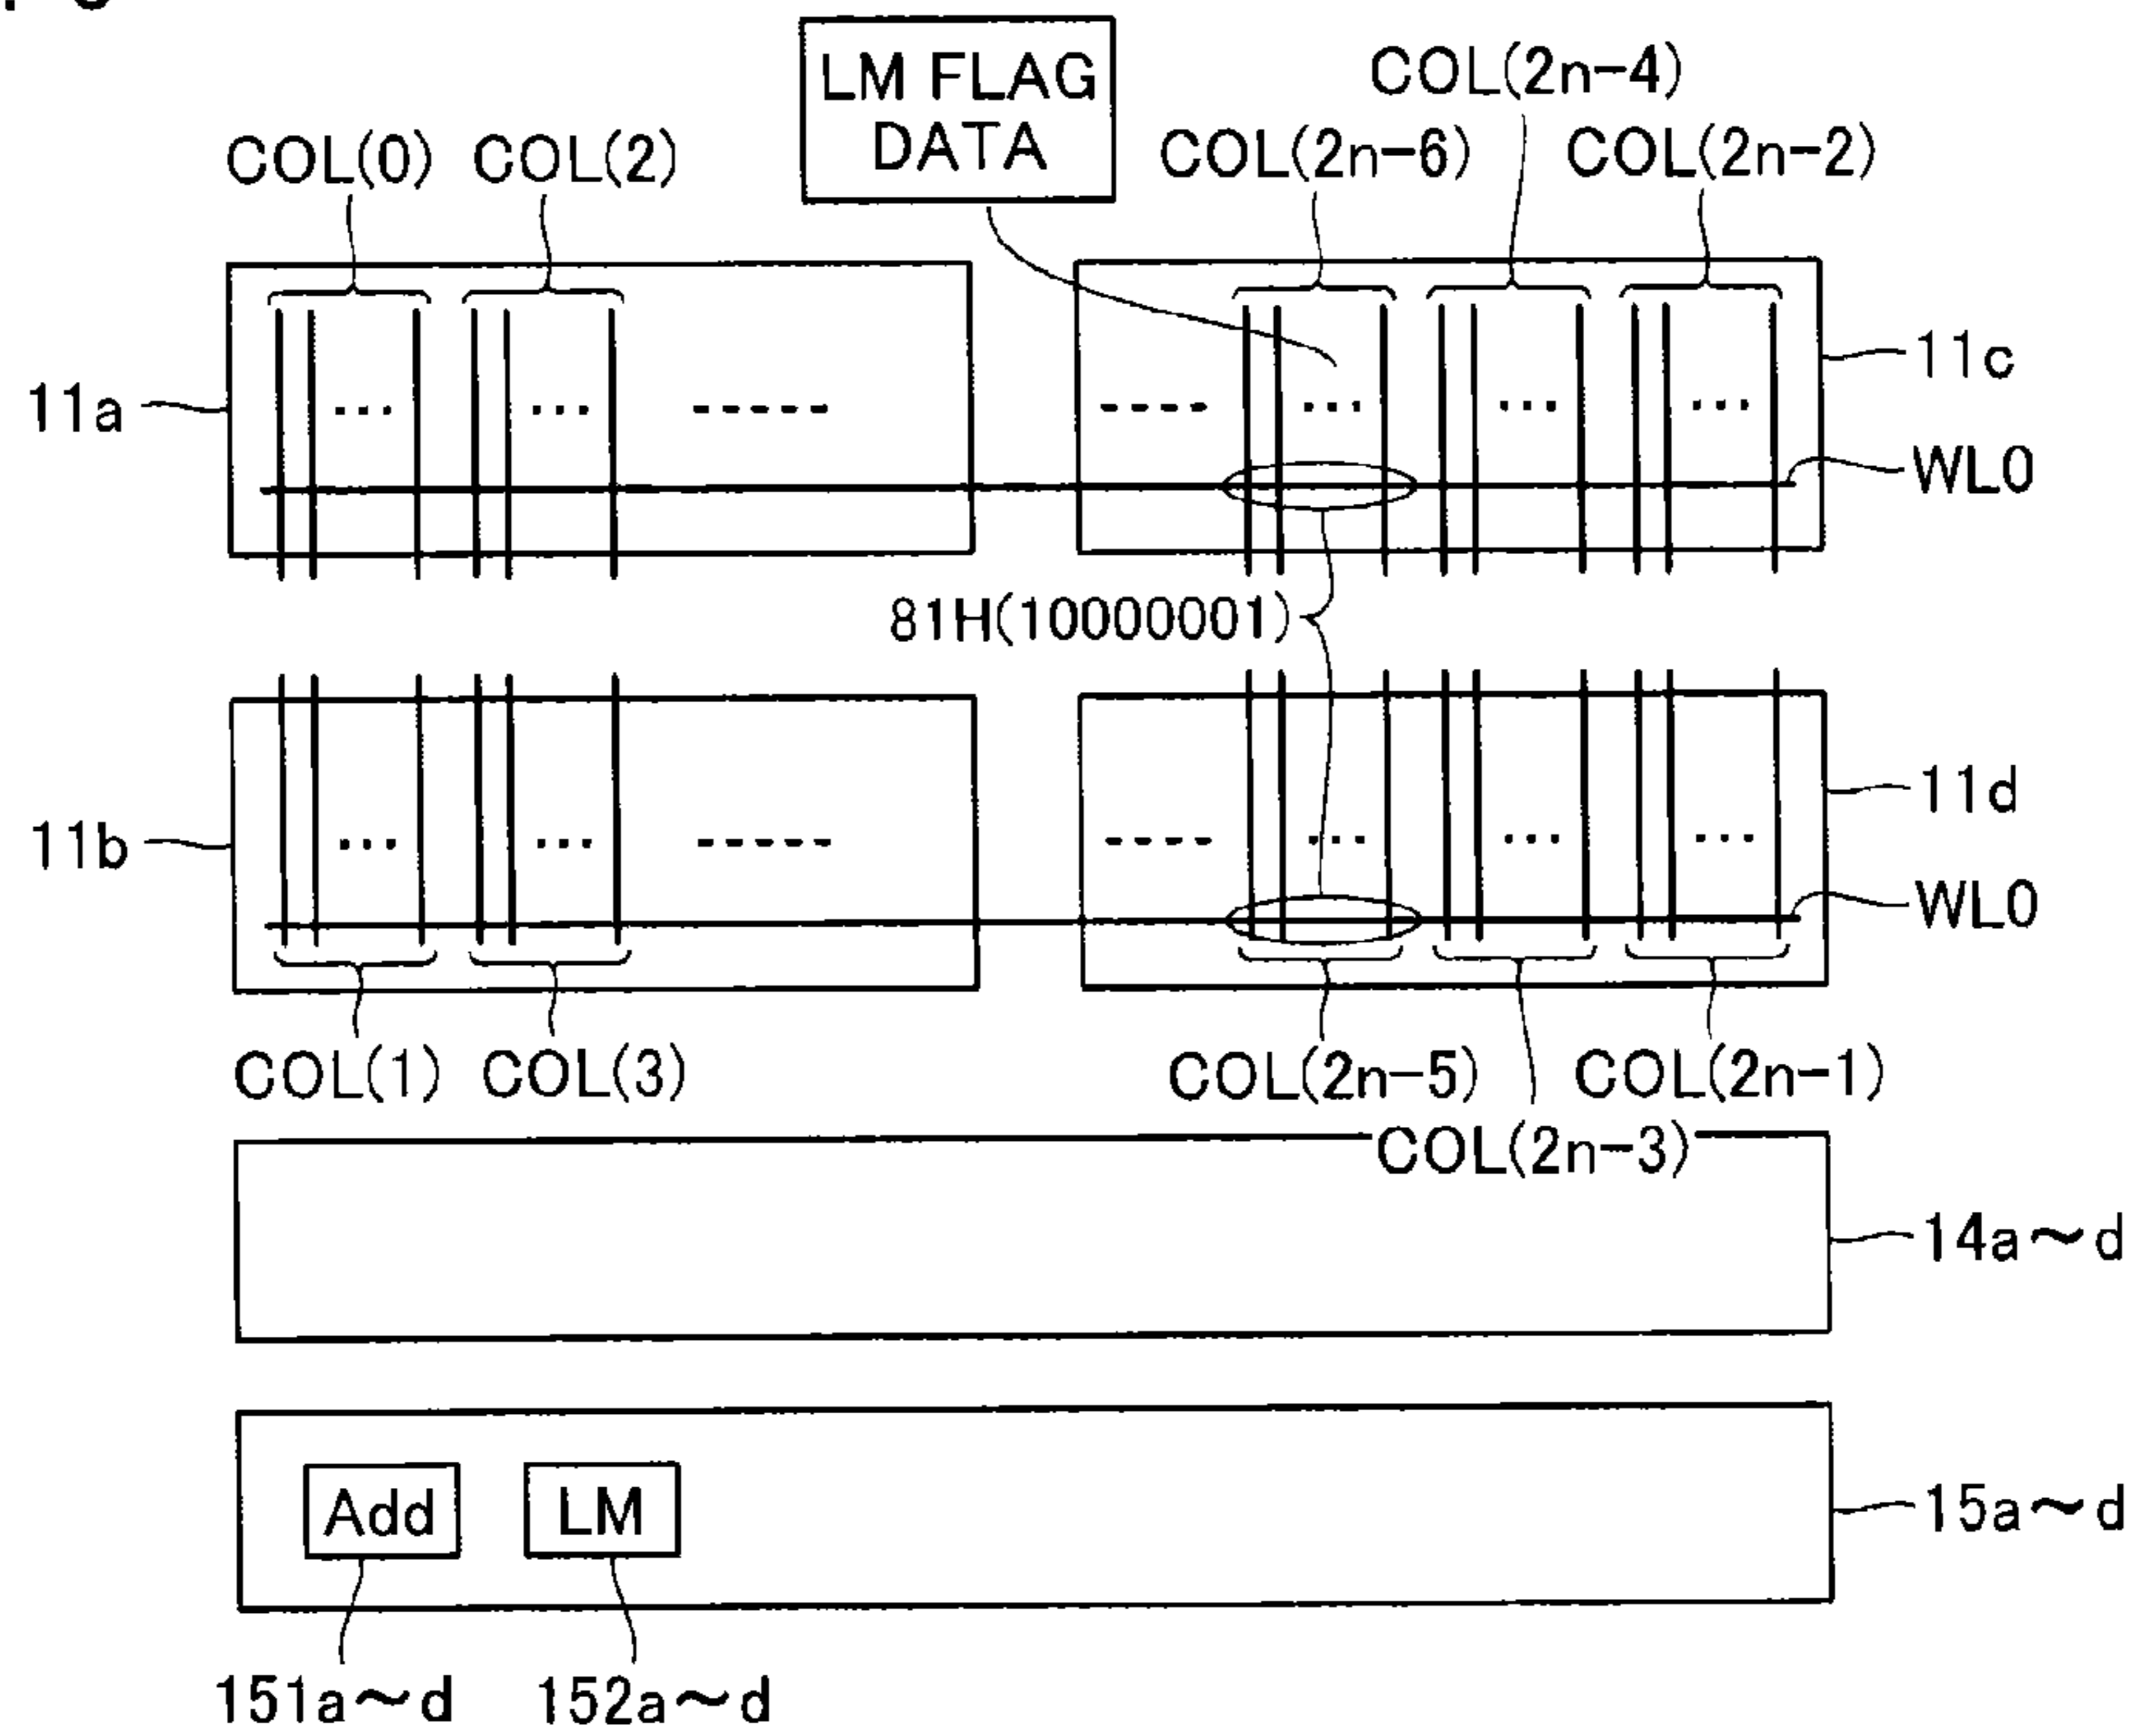 LM FLAG
DATA
COL(2n-4)
COL(0) COL(2) COL(2n-6) COL(2n-2)
11a
11c
WL0
81H(10000001)
11b
11d
WL0
COL(1) COL(3) COL(2n-5) COL(2n-1)
COL(2n-3)
14a~d
Add LM
15a~d
151a~d 152a~d